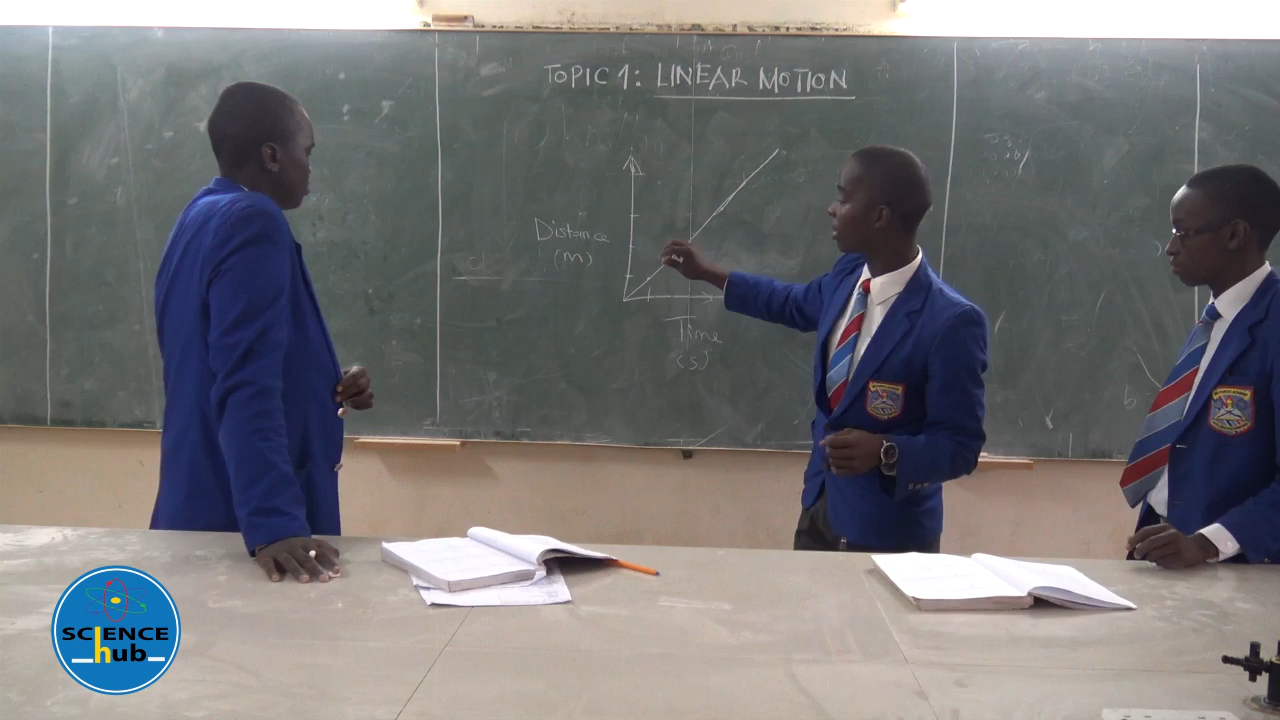 TOPIC 1: LINEAR MOTION
Distance
(M)
Time
(s)
SCIENCE
hub